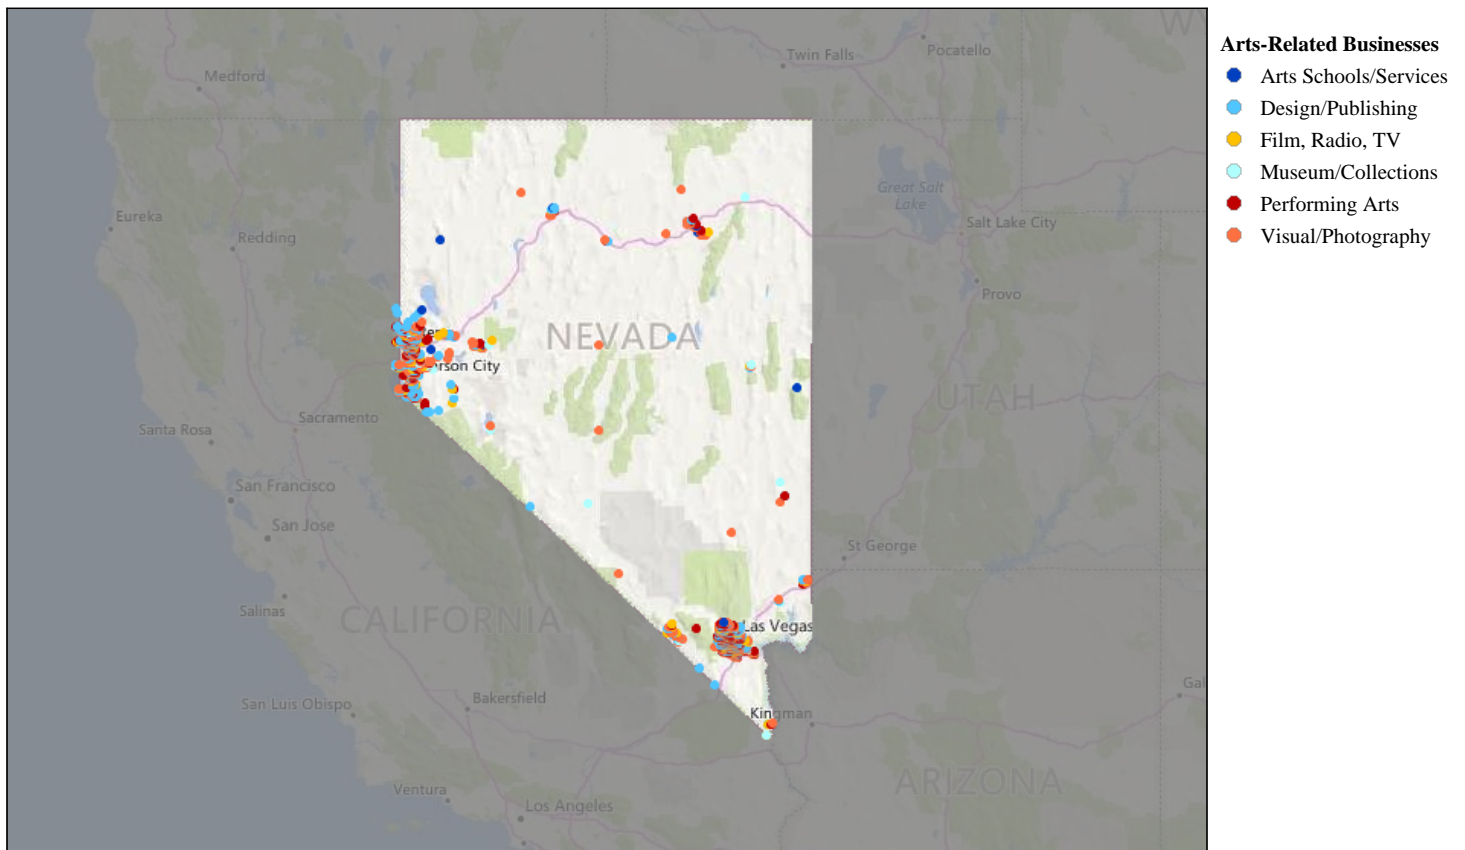 W
Twin Falls
Pocatello
Medford
Great Salt
Lake
Eureka
Salt Lake City
Redding
Provo
NEVADA
Carson City
UTAH
Sacramento
Santa Rosa
San Francisco
San Jose
St George
Salinas
CALIFORNIA
Las Vegas
Gal
Bakersfield
San Luis Obispo
Kingman
ARIZONA
Ventura
Los Angeles
Arts-Related Businesses
Arts Schools/Services
Design/Publishing
Film, Radio, TV
Museum/Collections
Performing Arts
Visual/Photography